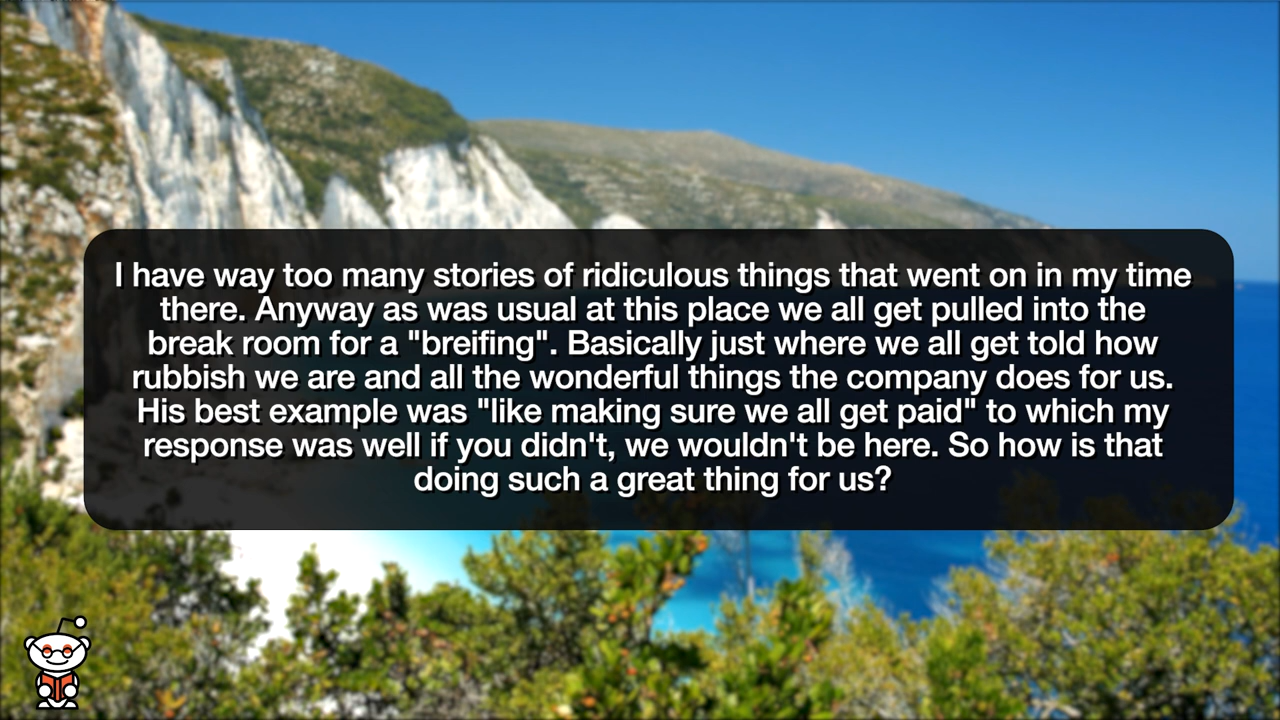 I have way too many stories of ridiculous things that went on in my time
there. Anyway as was usual at this place we all get pulled into the
break room for a "breifing". Basically just where we all get told how
rubbish we are and all the wonderful things the company does for us.
His best example was "like making sure we all get paid" to which my
response was well if you didn't, we wouldn't be here. So how is that
doing such a great thing for us?